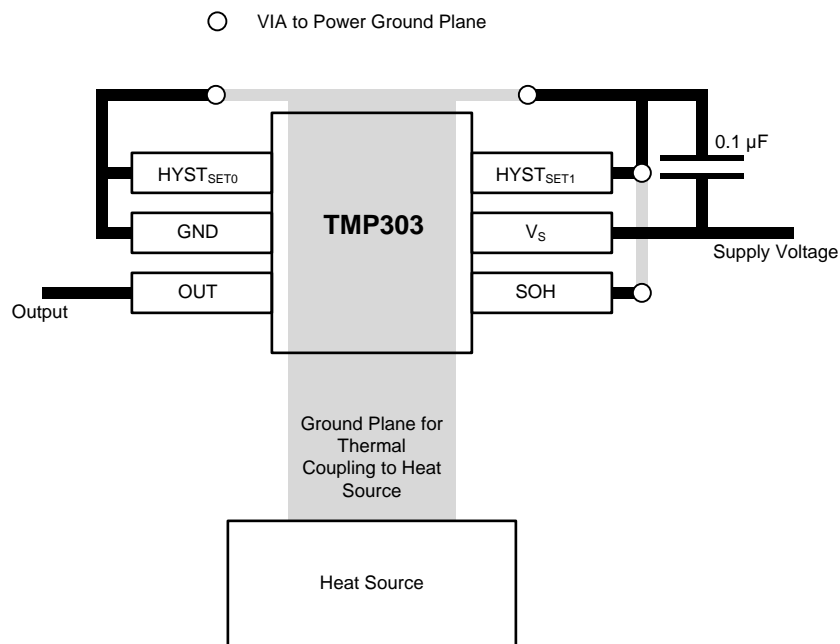 VIA to Power Ground Plane
0.1 µF
HYSTSET0
HYSTSET1
TMP303
GND
VS
Supply Voltage
OUT
SOH
Output
Ground Plane for
Thermal
Coupling to Heat
Source
Heat Source